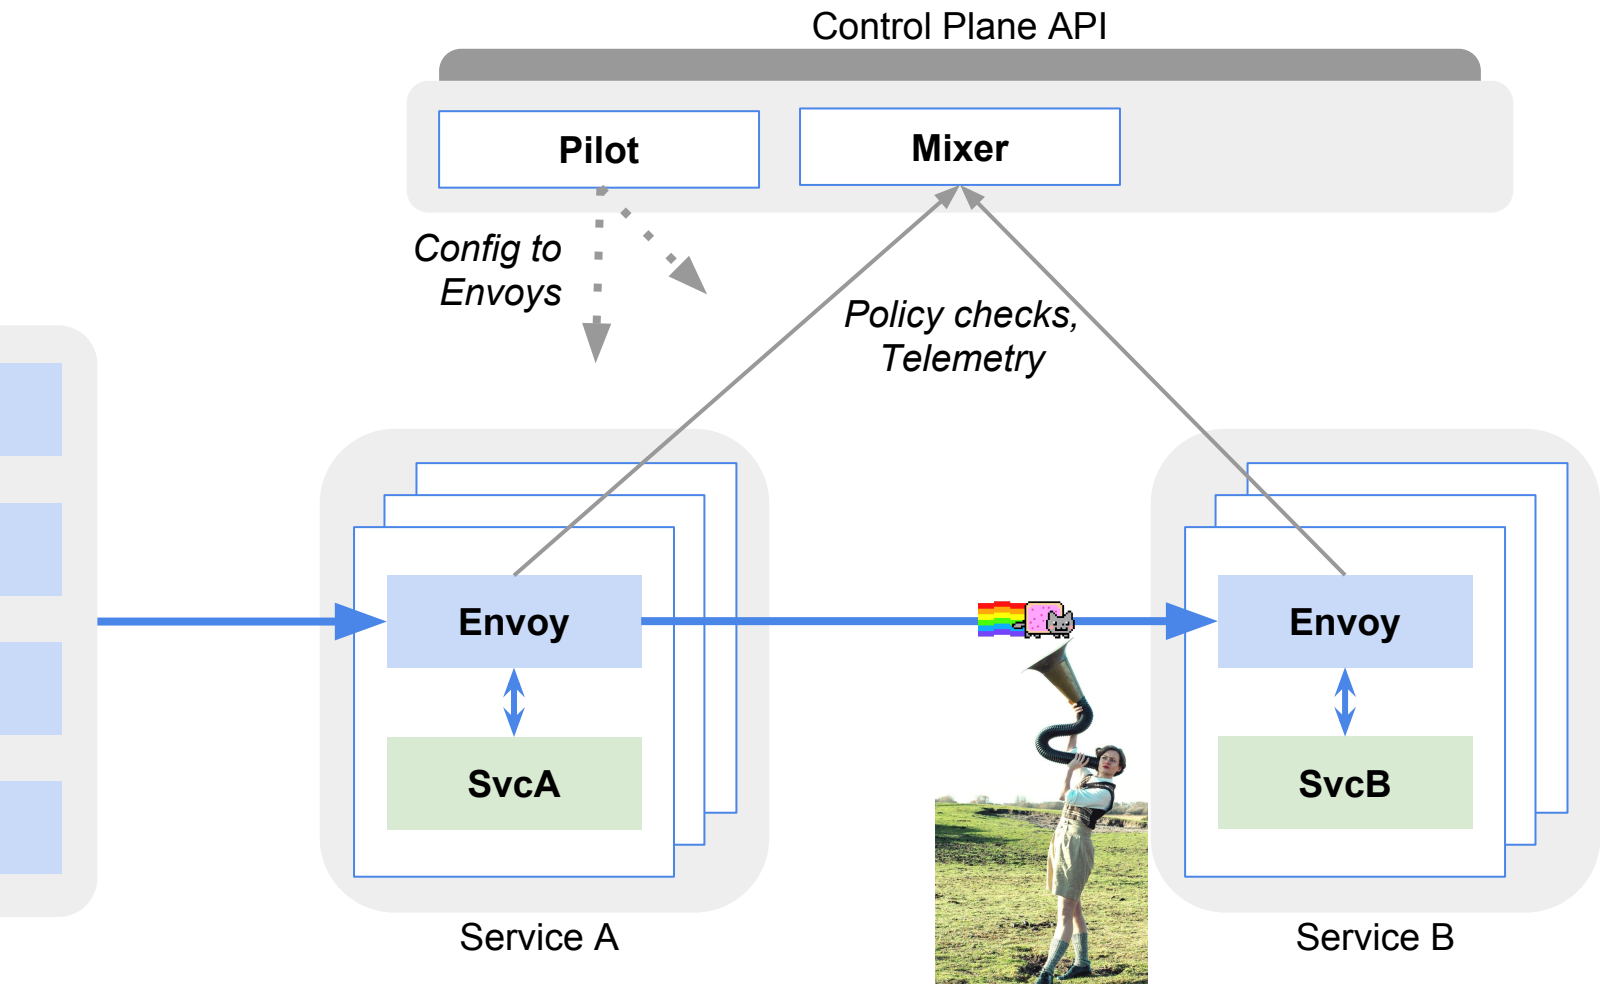 Control Plane API
Pilot
Mixer
Config to
Envoys
Policy checks,
Telemetry
Envoy
Envoy
SvcA
SvcB
Service A
Service B